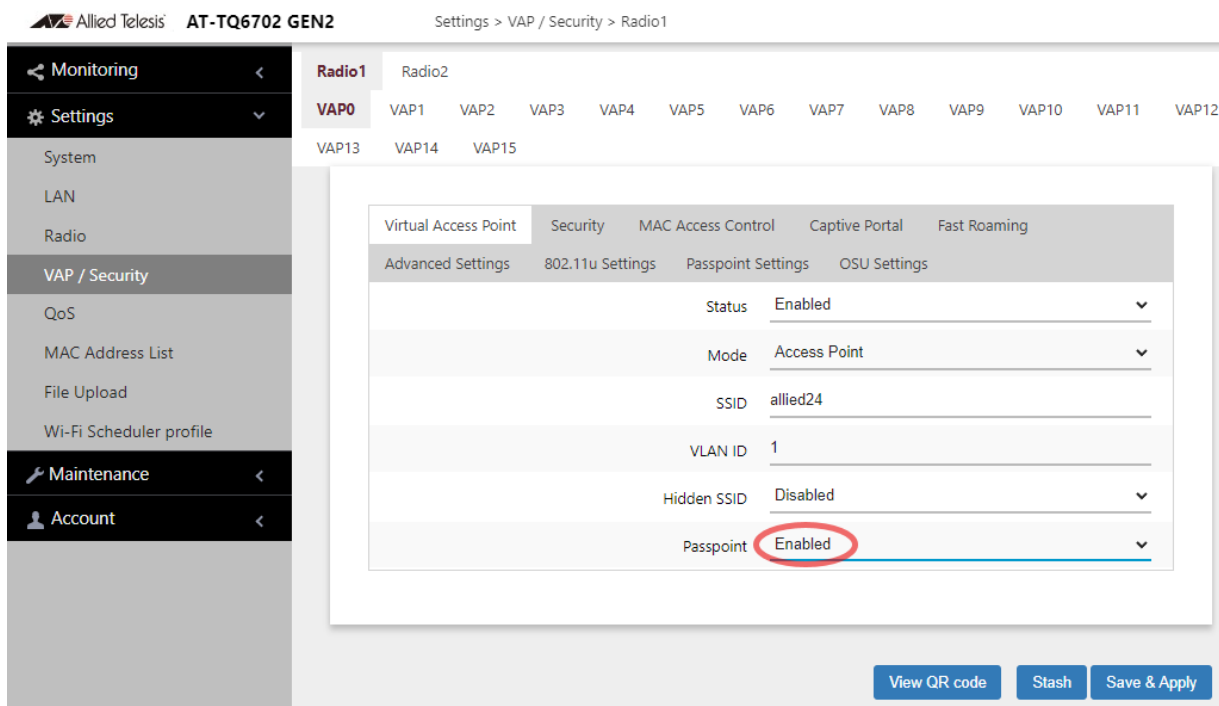 Allied Telesis AT-TQ6702 GEN2 Settings > VAP / Security > Radio1
Monitoring
Settings
System
LAN
Radio
VAP / Security
QoS
MAC Address List
File Upload
Wi-Fi Scheduler profile
Maintenance
Account
Radio1 Radio2
VAP0 VAP1 VAP2 VAP3 VAP4 VAP5 VAP6 VAP7 VAP8 VAP9 VAP10 VAP11 VAP12
VAP13 VAP14 VAP15
Virtual Access Point Security MAC Access Control Captive Portal Fast Roaming
Advanced Settings 802.11u Settings Passpoint Settings OSU Settings
Status Enabled
Mode Access Point
SSID allied24
VLAN ID 1
Hidden SSID Disabled
Passpoint Enabled
View QR code Stash Save & Apply